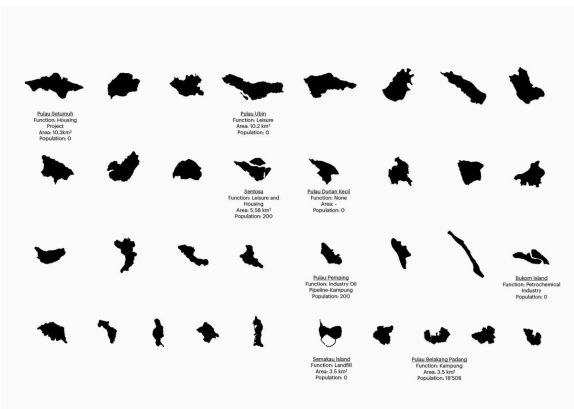 Pulau Setumuh
Function: Housing
Project
Area: 10.3km²
Population: 0
Pulau Ubin
Function: Leisure
Area: 10.2 km²
Population: 0
Sentosa
Function: Leisure and
Housing
Area: 5.58 km²
Population: 200
Pulau Durian Kecil
Function: None
Area: -
Population: 0
Pulau Pemping
Function: Industry Oil
Pipeline-Kampung
Population: 200
Bukom Island
Function: Petrochemical
Industry
Population: 0
Semakau Island
Function: Landfill
Area: 3.5 km²
Population: 0
Pulau Belakang Padang
Function: Kampung
Area: 3.5 km²
Population: 18'508